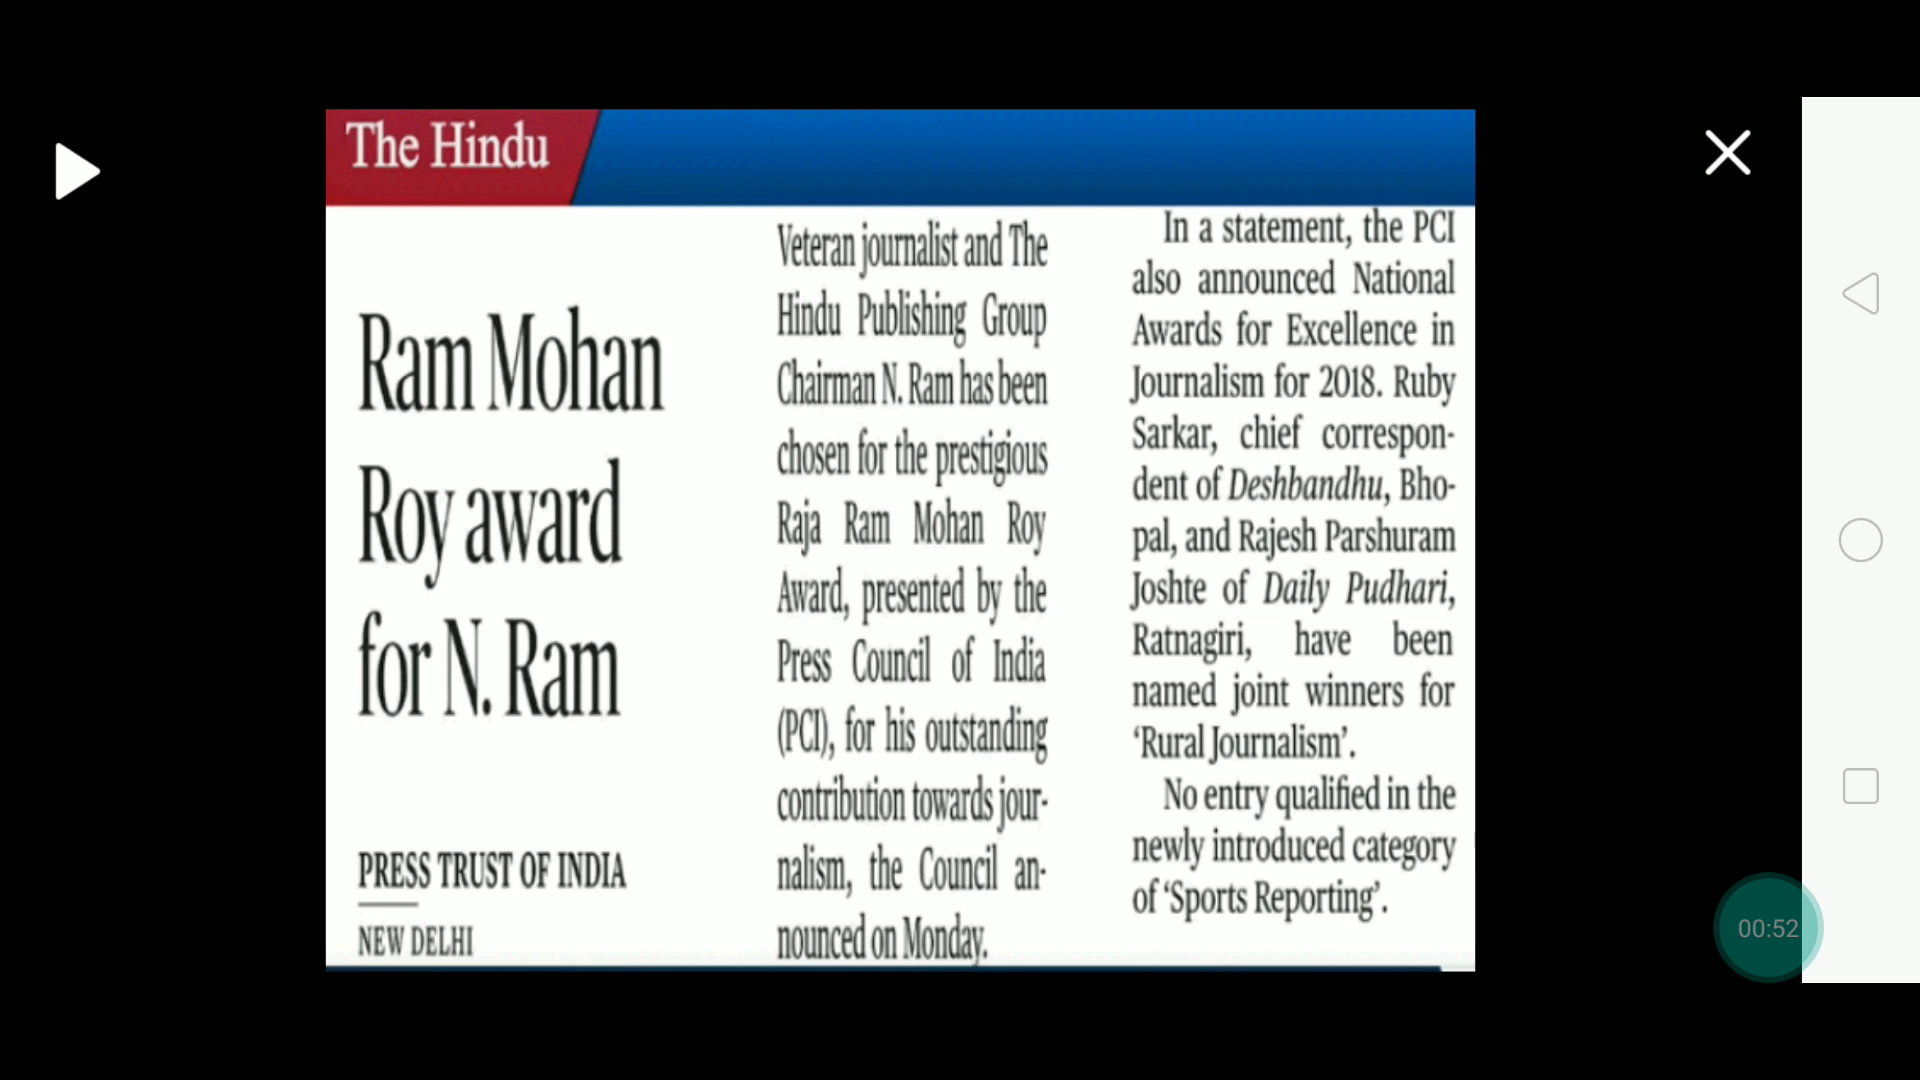 The Hindu
Ram Mohan
Roy award
for N. Ram
PRESS TRUST OF INDIA
NEW DELHI
Veteran journalist and The
Hindu Publishing Group
Chairman N. Ram has been
chosen for the prestigious
Raja Ram Mohan Roy
Award, presented by the
Press Council of India
(PCI), for his outstanding
contribution towards jour-
nalism, the Council an-
nounced on Monday.
In a statement, the PCI
also announced National
Awards for Excellence in
Journalism for 2018. Ruby
Sarkar, chief correspon-
dent of Deshbandhu, Bho-
pal, and Rajesh Parshuram
Joshte of Daily Pudhari,
Ratnagiri, have been
named joint winners for
‘Rural Journalism’.
No entry qualified in the
newly introduced category
of ‘Sports Reporting’.
00:52